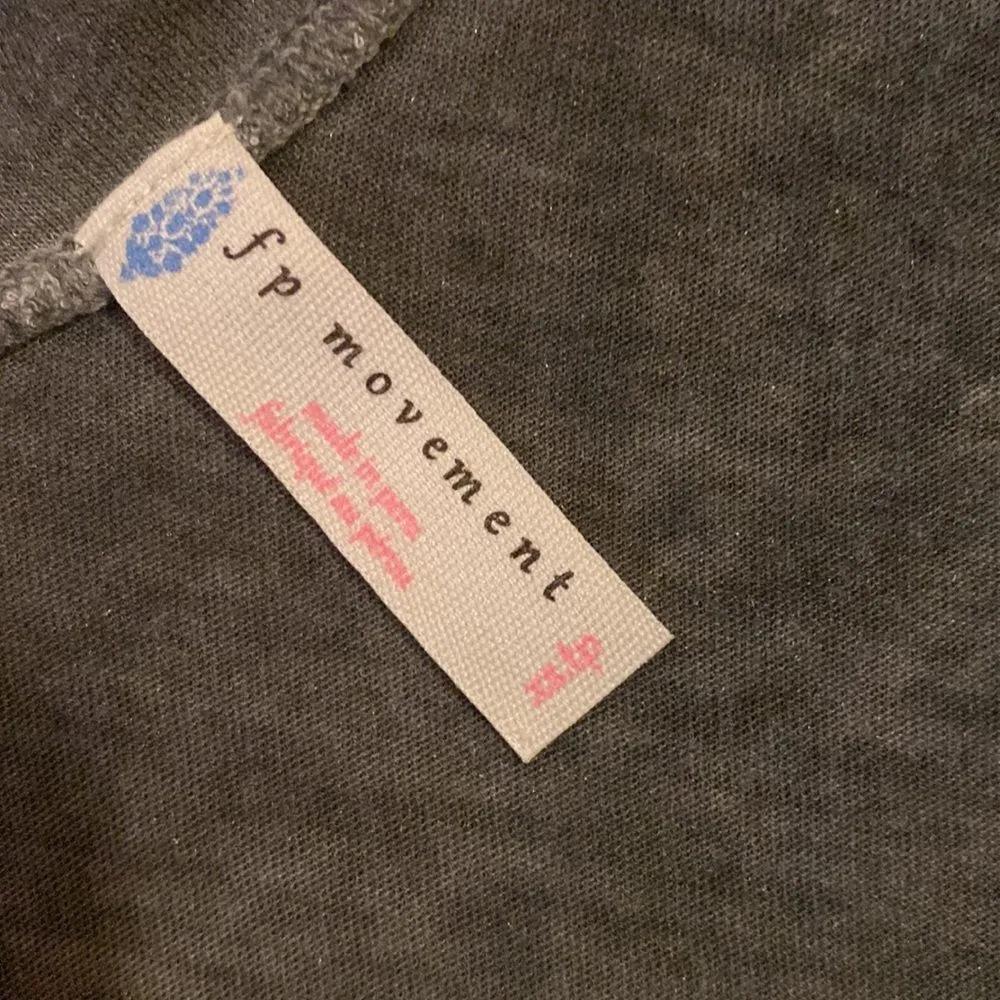 fp movement
made in peru
fabriqué au pérou
xs.tp